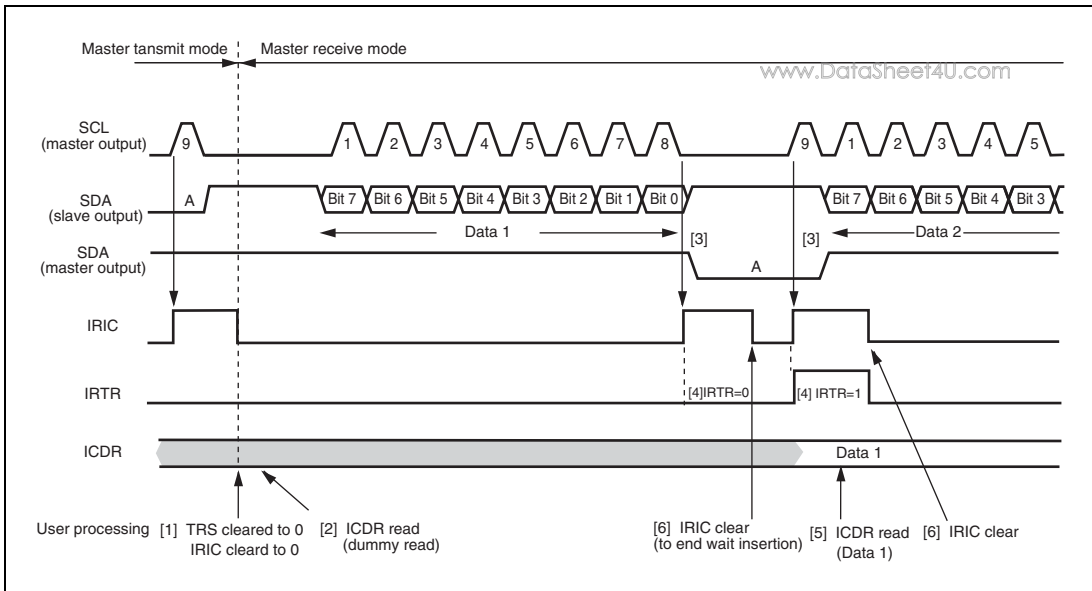 Master tansmit mode Master receive mode
www.DataSheet4U.com
SCL
(master output)
9 1 2 3 4 5 6 7 8 9 1 2 3 4 5
SDA
(slave output)
A Bit 7 Bit 6 Bit 5 Bit 4 Bit 3 Bit 2 Bit 1 Bit 0 Bit 7 Bit 6 Bit 5 Bit 4 Bit 3
Data 1 [3] [3] Data 2
SDA
(master output)
A
IRIC
IRTR
[4]IRTR=0 [4] IRTR=1
ICDR
Data 1
User processing [1] TRS cleared to 0
IRIC cleard to 0
[2] ICDR read
(dummy read)
[6] IRIC clear
(to end wait insertion)
[5] ICDR read
(Data 1)
[6] IRIC clear